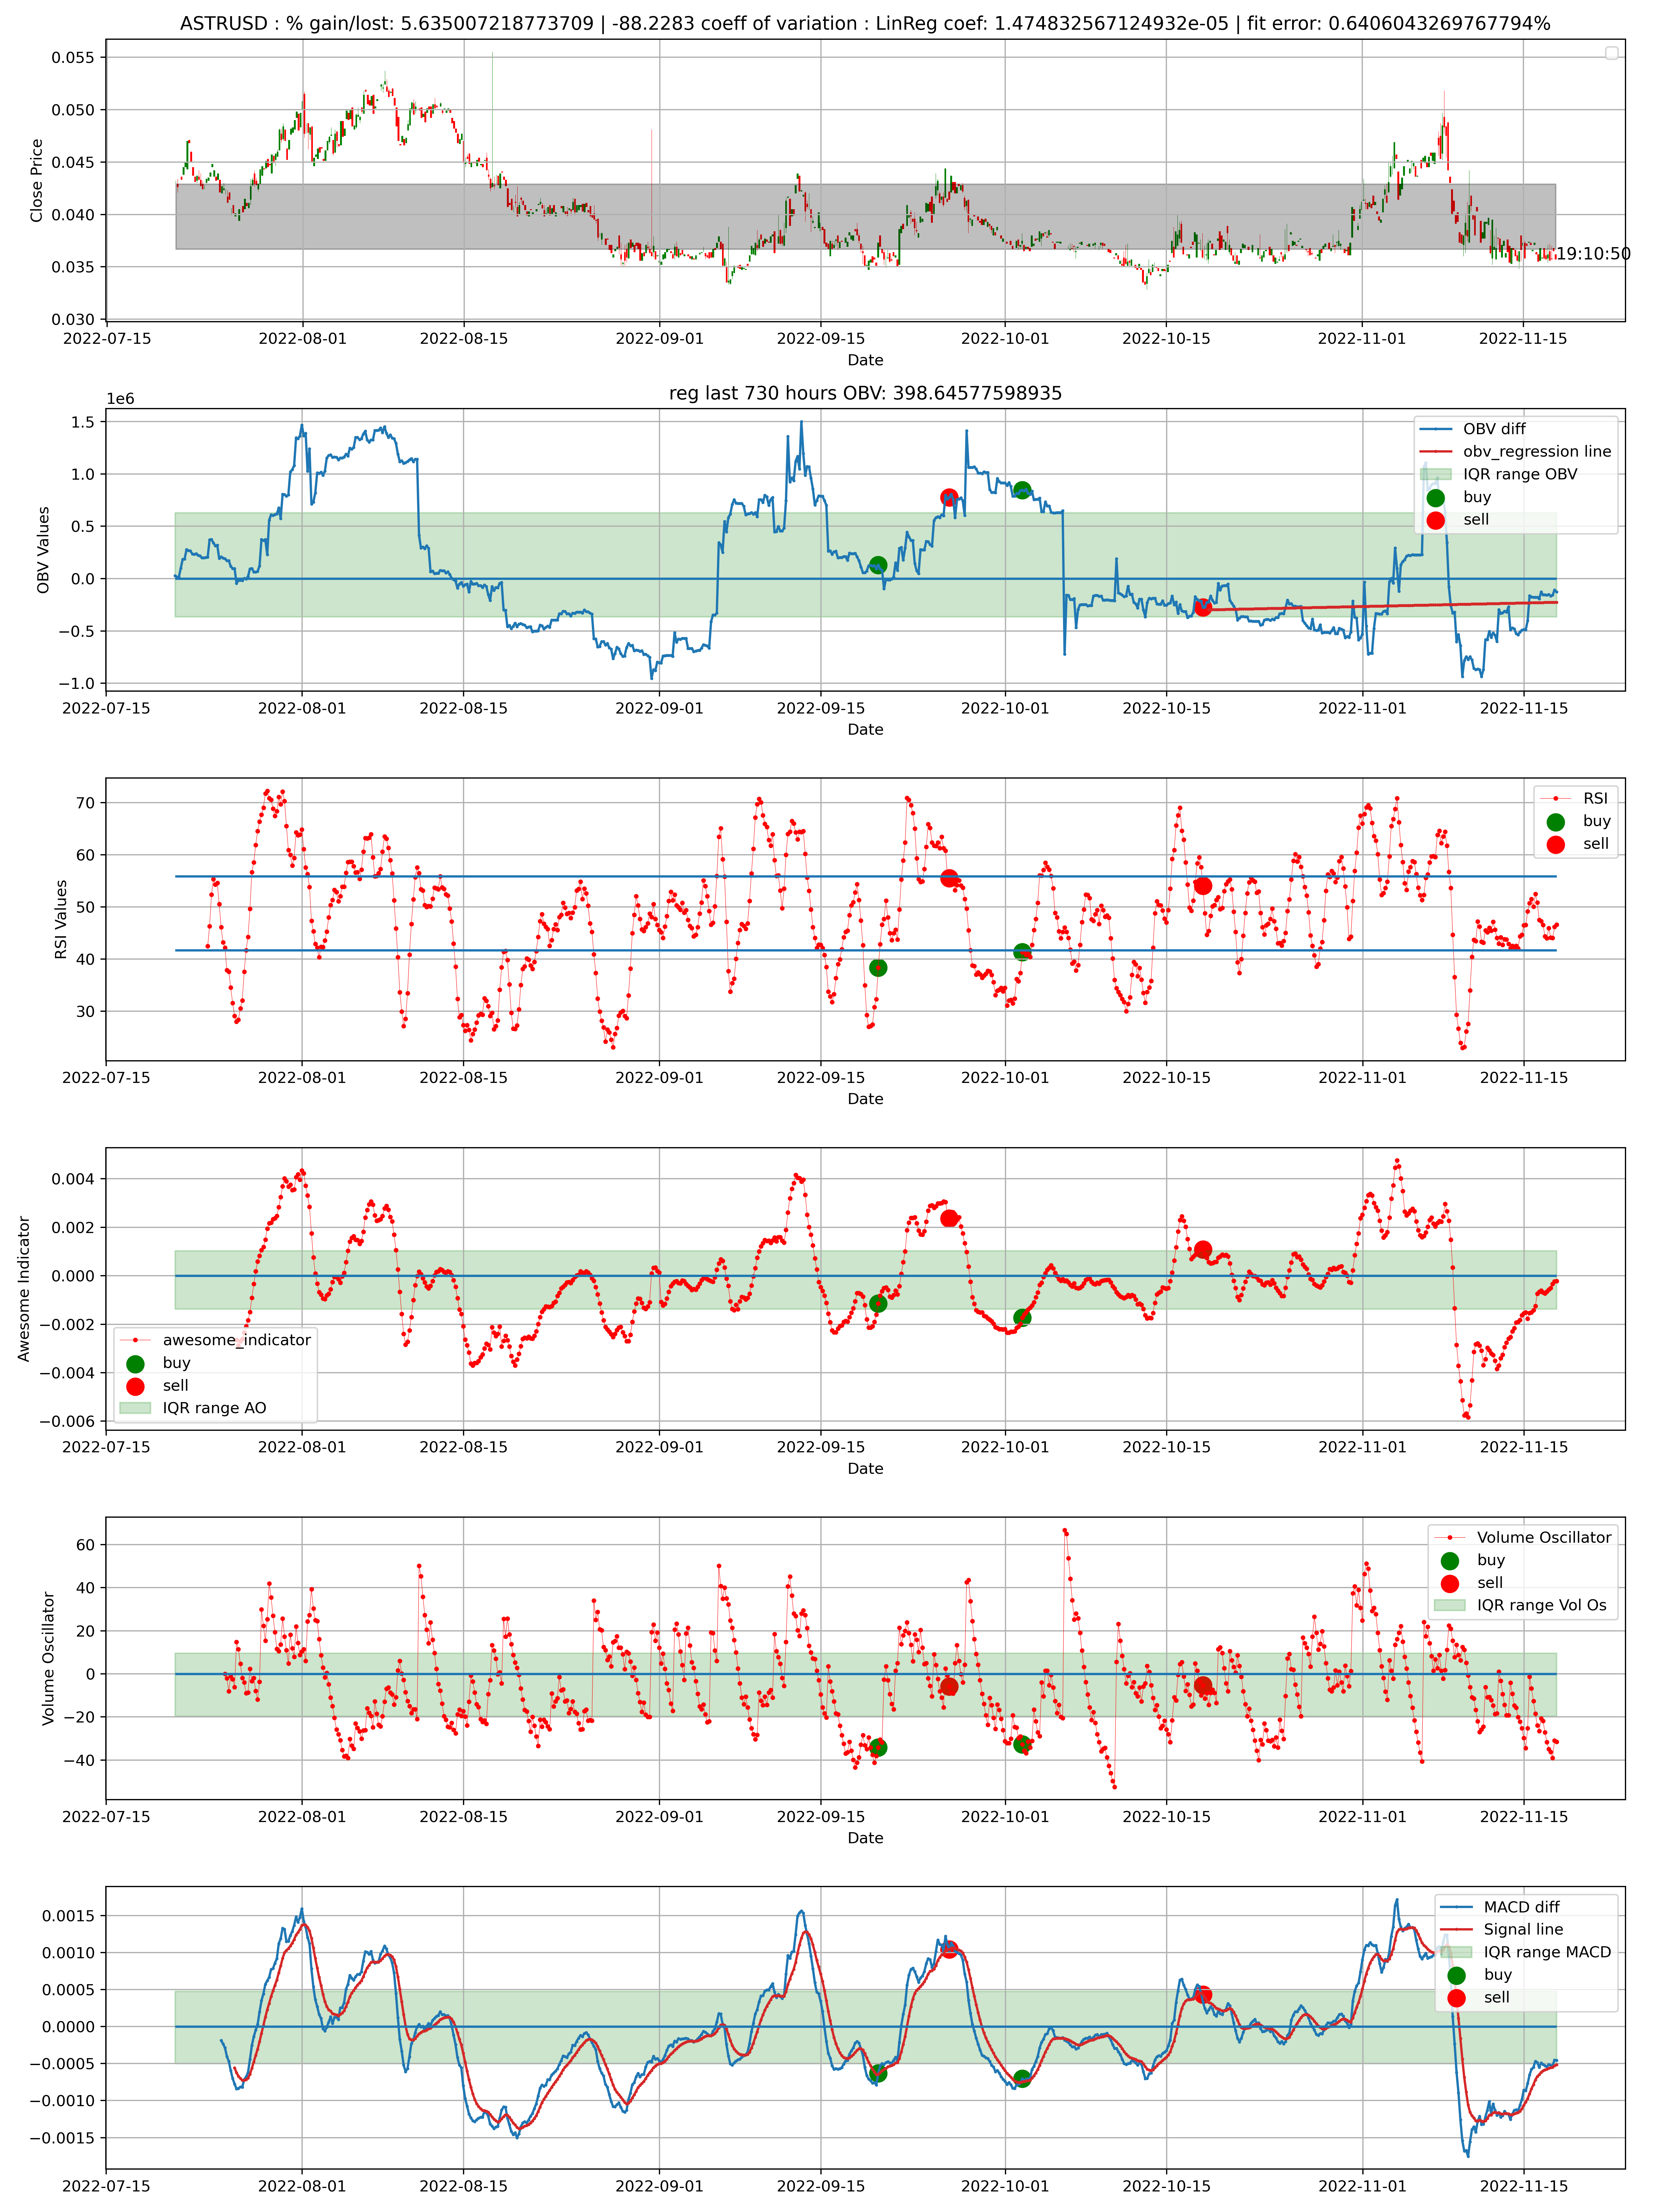 ASTRUSD : % gain/lost: 5.635007218773709 | -88.2283 coeff of variation : LinReg coef: 1.474832567124932e-05 | fit error: 0.6406043269767794%
0.055
0.050
0.045
0.040
0.035
0.030
Close Price
19:10:50
2022-07-15 2022-08-01 2022-08-15 2022-09-01 2022-09-15 2022-10-01 2022-10-15 2022-11-01 2022-11-15
Date
reg last 730 hours OBV: 398.64577598935
1e6
1.5
1.0
0.5
0.0
−0.5
−1.0
OBV Values
OBV diff
obv_regression line
IQR range OBV
buy
sell
2022-07-15 2022-08-01 2022-08-15 2022-09-01 2022-09-15 2022-10-01 2022-10-15 2022-11-01 2022-11-15
Date
70
60
50
40
30
RSI Values
RSI
buy
sell
2022-07-15 2022-08-01 2022-08-15 2022-09-01 2022-09-15 2022-10-01 2022-10-15 2022-11-01 2022-11-15
Date
0.004
0.002
0.000
−0.002
−0.004
−0.006
Awesome Indicator
awesome_indicator
buy
sell
IQR range AO
2022-07-15 2022-08-01 2022-08-15 2022-09-01 2022-09-15 2022-10-01 2022-10-15 2022-11-01 2022-11-15
Date
60
40
20
0
−20
−40
Volume Oscillator
Volume Oscillator
buy
sell
IQR range Vol Os
2022-07-15 2022-08-01 2022-08-15 2022-09-01 2022-09-15 2022-10-01 2022-10-15 2022-11-01 2022-11-15
Date
0.0015
0.0010
0.0005
0.0000
−0.0005
−0.0010
−0.0015
MACD diff
Signal line
IQR range MACD
buy
sell
2022-07-15 2022-08-01 2022-08-15 2022-09-01 2022-09-15 2022-10-01 2022-10-15 2022-11-01 2022-11-15